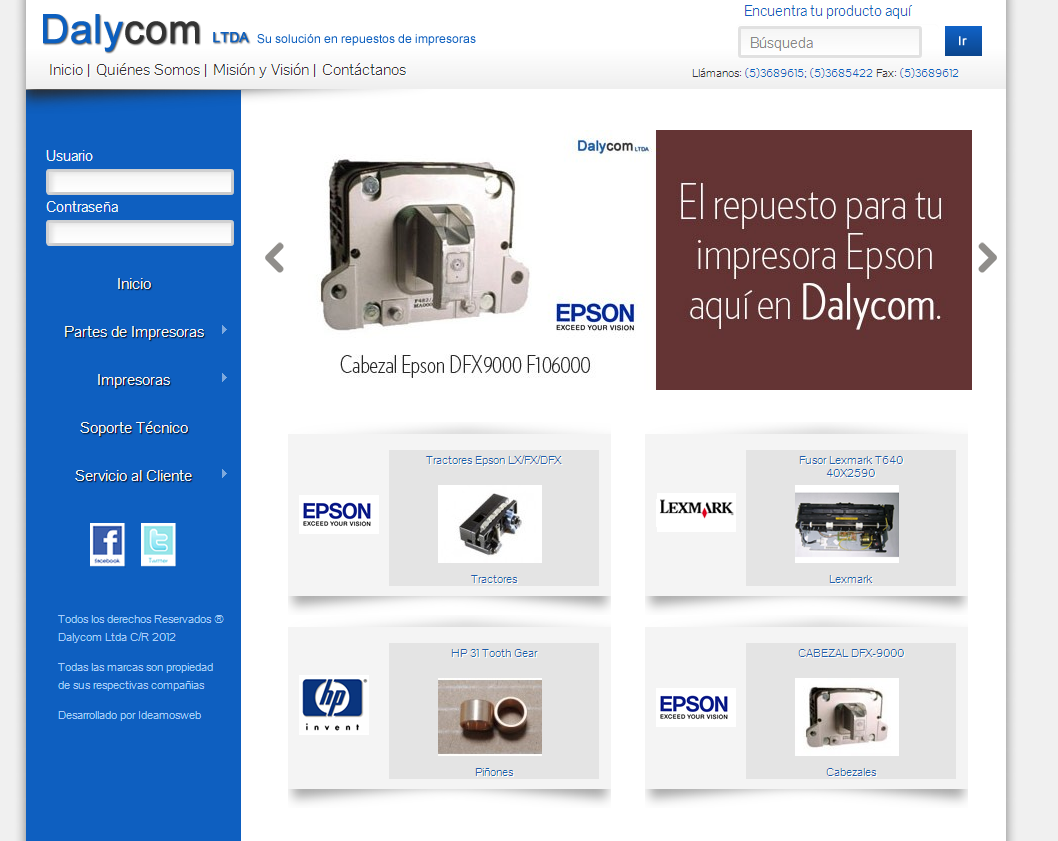 Dalycom LTDA Su solución en repuestos de impresoras
Encuentra tu producto aquí
Búsqueda
Ir
Inicio | Quiénes Somos | Misión y Visión | Contáctanos
Llámanos: (5)3689615; (5)3685422 Fax: (5)3689612
Usuario
Contraseña
Inicio
Partes de Impresoras
Impresoras
Soporte Técnico
Servicio al Cliente
facebook
Twitter
Todos los derechos Reservados ®
Dalycom Ltda C/R 2012
Todas las marcas son propiedad
de sus respectivas compañias
Desarrollado por Ideamosweb
Dalycom LTDA
EPSON
EXCEED YOUR VISION
Cabezal Epson DFX9000 F106000
El repuesto para tu
impresora Epson
aquí en Dalycom.
Tractores Epson LX/FX/DFX
EPSON
EXCEED YOUR VISION
Tractores
Fusor Lexmark T640
40X2590
LEXMARK
Lexmark
HP 31 Tooth Gear
hp
invent
Piñones
CABEZAL DFX-9000
EPSON
EXCEED YOUR VISION
Cabezales